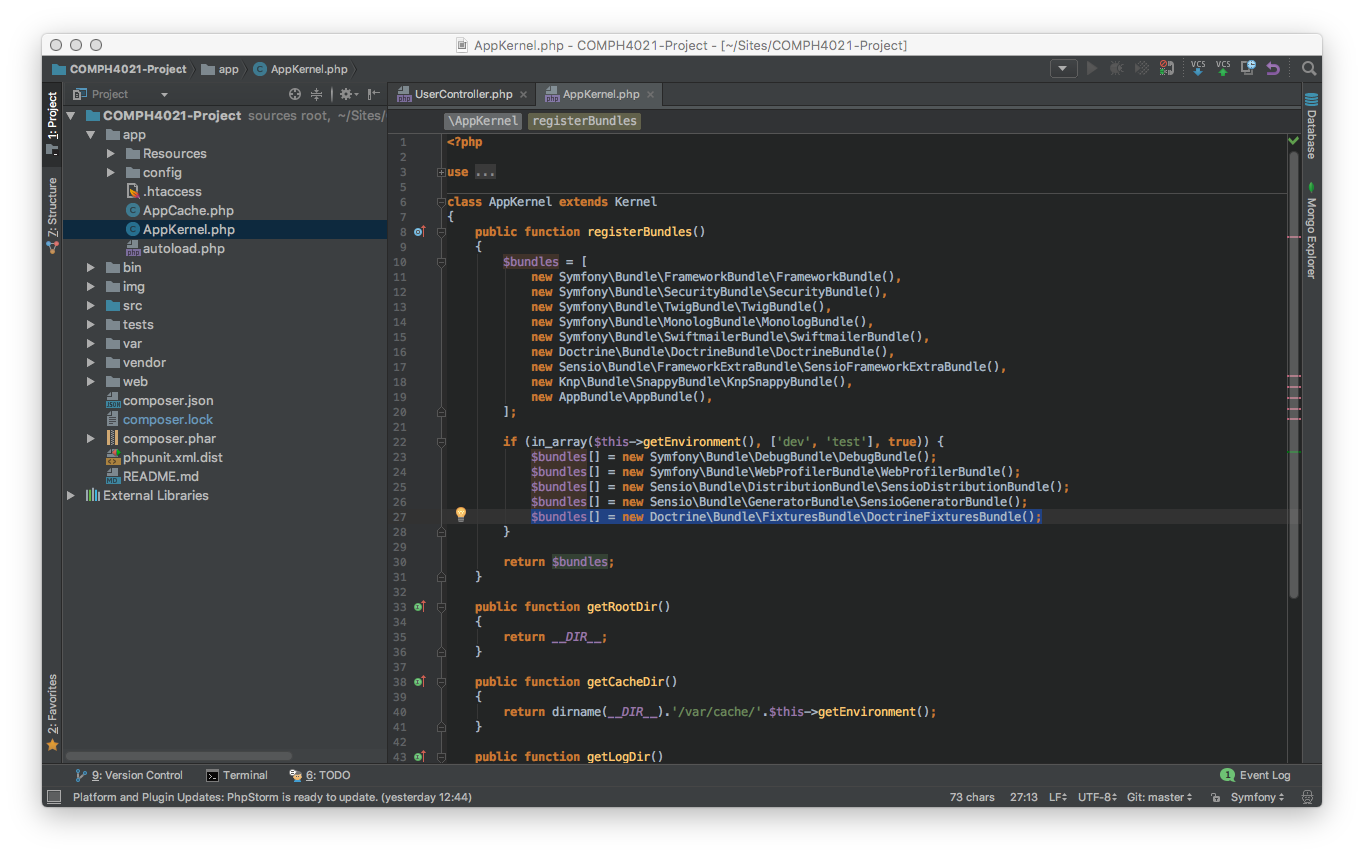 AppKernel.php - COMPH4021-Project - [~/Sites/COMPH4021-Project]
COMPH4021-Project app AppKernel.php
VCS VCS
Project
UserController.php AppKernel.php
1: Project
Z: Structure
2: Favorites
COMPH4021-Project sources root, ~/Sites/
app
Resources
config
.htaccess
AppCache.php
AppKernel.php
autoload.php
bin
img
src
tests
var
vendor
web
composer.json
composer.lock
composer.phar
phpunit.xml.dist
README.md
External Libraries
\AppKernel registerBundles
1 <?php
2
3 use ...
5
6 class AppKernel extends Kernel
7 {
8 public function registerBundles()
9 {
10 $bundles = [
11 new Symfony\Bundle\FrameworkBundle\FrameworkBundle(),
12 new Symfony\Bundle\SecurityBundle\SecurityBundle(),
13 new Symfony\Bundle\TwigBundle\TwigBundle(),
14 new Symfony\Bundle\MonologBundle\MonologBundle(),
15 new Symfony\Bundle\SwiftmailerBundle\SwiftmailerBundle(),
16 new Doctrine\Bundle\DoctrineBundle\DoctrineBundle(),
17 new Sensio\Bundle\FrameworkExtraBundle\SensioFrameworkExtraBundle(),
18 new Knp\Bundle\SnappyBundle\KnpSnappyBundle(),
19 new AppBundle\AppBundle(),
20 ];
21
22 if (in_array($this->getEnvironment(), ['dev', 'test'], true)) {
23 $bundles[] = new Symfony\Bundle\DebugBundle\DebugBundle();
24 $bundles[] = new Symfony\Bundle\WebProfilerBundle\WebProfilerBundle();
25 $bundles[] = new Sensio\Bundle\DistributionBundle\SensioDistributionBundle();
26 $bundles[] = new Sensio\Bundle\GeneratorBundle\SensioGeneratorBundle();
27 $bundles[] = new Doctrine\Bundle\FixturesBundle\DoctrineFixturesBundle();
28 }
29
30 return $bundles;
31 }
32
33 public function getRootDir()
34 {
35 return __DIR__;
36 }
37
38 public function getCacheDir()
39 {
40 return dirname(__DIR__).'/var/cache/'.$this->getEnvironment();
41 }
42
43 public function getLogDir()
Database
Mongo Explorer
9: Version Control Terminal 6: TODO 1 Event Log
Platform and Plugin Updates: PhpStorm is ready to update. (yesterday 12:44) 73 chars 27:13 LF UTF-8 Git: master Symfony